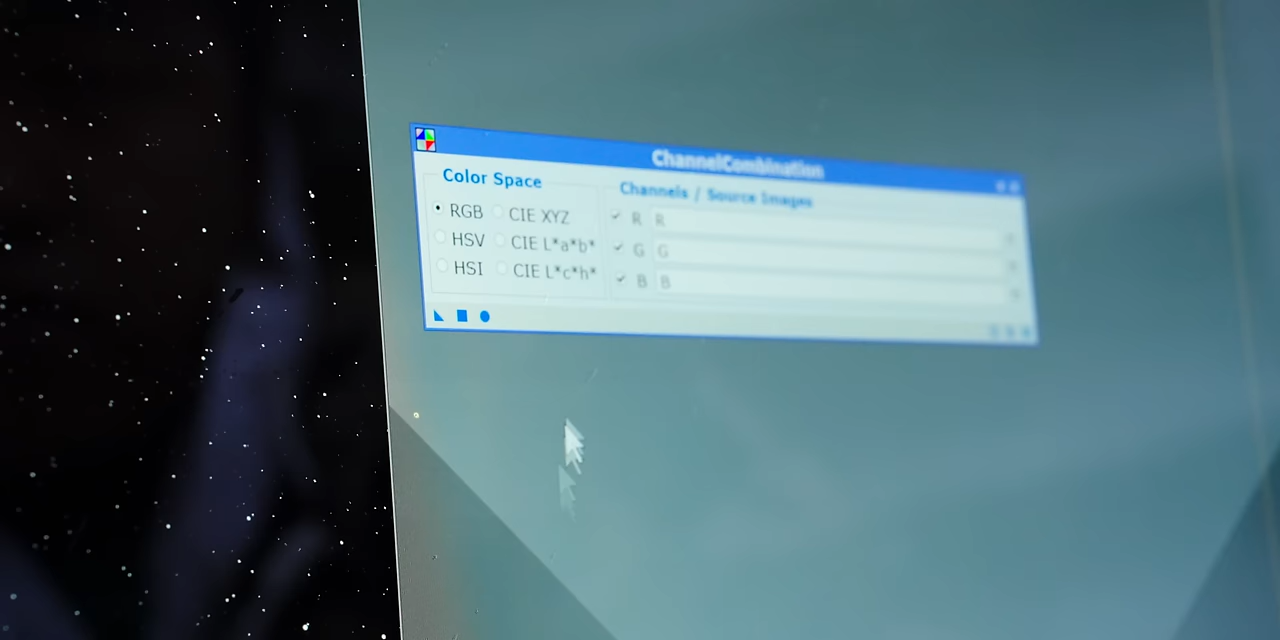 ChannelCombination
Color Space
Channels / Source Images
RGB
CIE XYZ
HSV
CIE L*a*b*
HSI
CIE L*c*h*
R
R
G
G
B
B